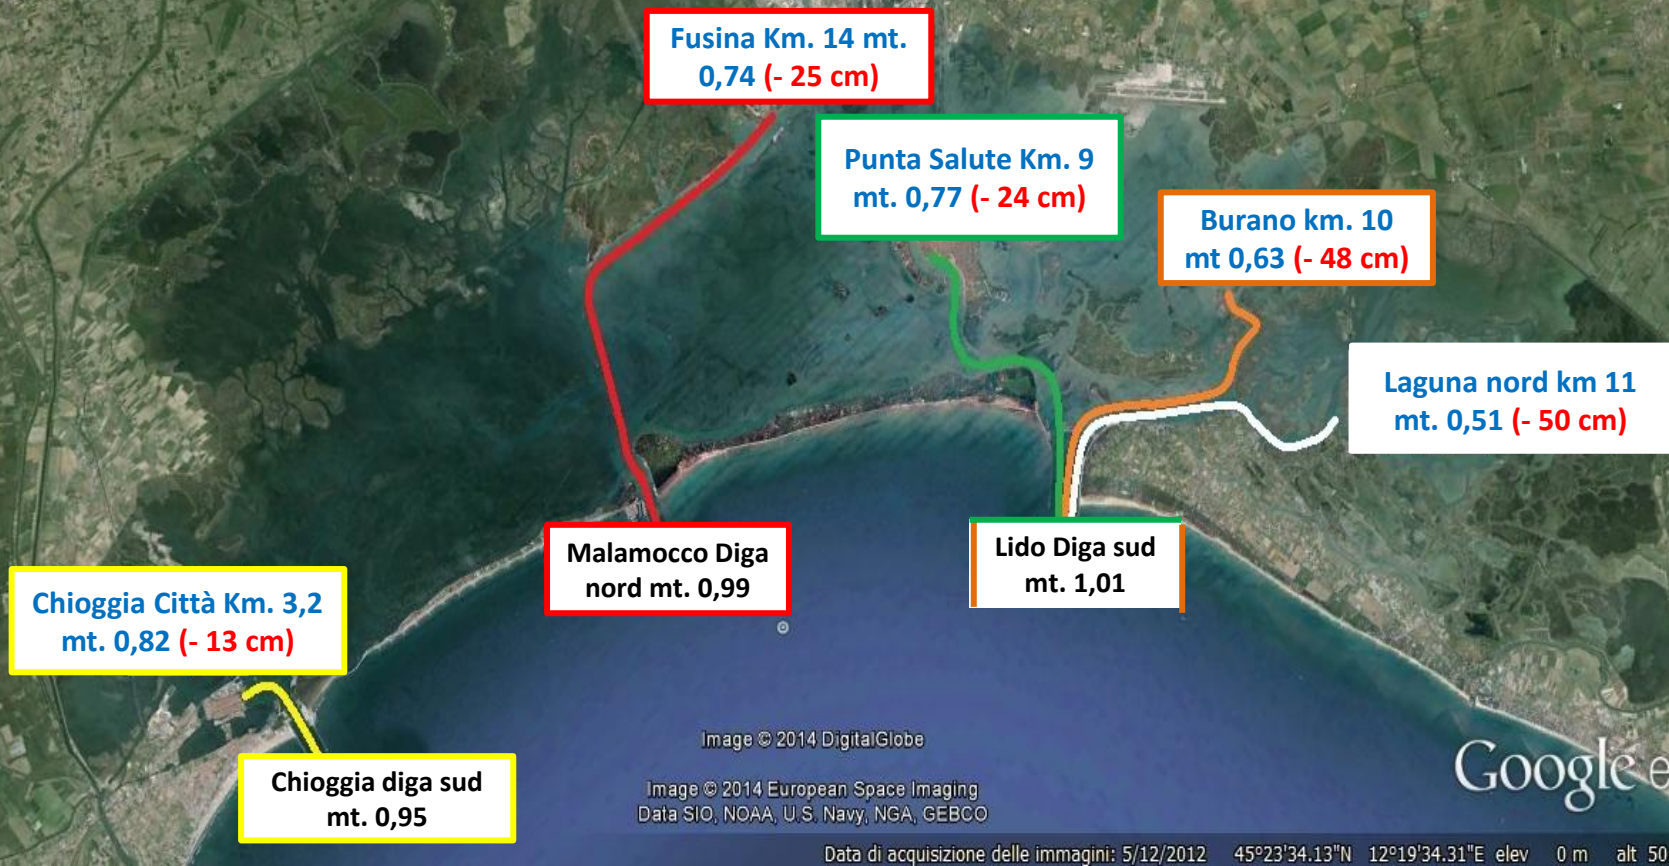 Fusina Km. 14 mt.
0,74 (- 25 cm)
Punta Salute Km. 9
mt. 0,77 (- 24 cm)
Burano km. 10
mt 0,63 (- 48 cm)
Laguna nord km 11
mt. 0,51 (- 50 cm)
Malamocco Diga
nord mt. 0,99
Lido Diga sud
mt. 1,01
Chioggia Città Km. 3,2
mt. 0,82 (- 13 cm)
Chioggia diga sud
mt. 0,95
Image © 2014 DigitalGlobe
Image © 2014 European Space Imaging
Data SIO, NOAA, U.S. Navy, NGA, GEBCO
Google e
Data di acquisizione delle immagini: 5/12/2012 45°23'34.13"N 12°19'34.31"E elev 0 m alt 50